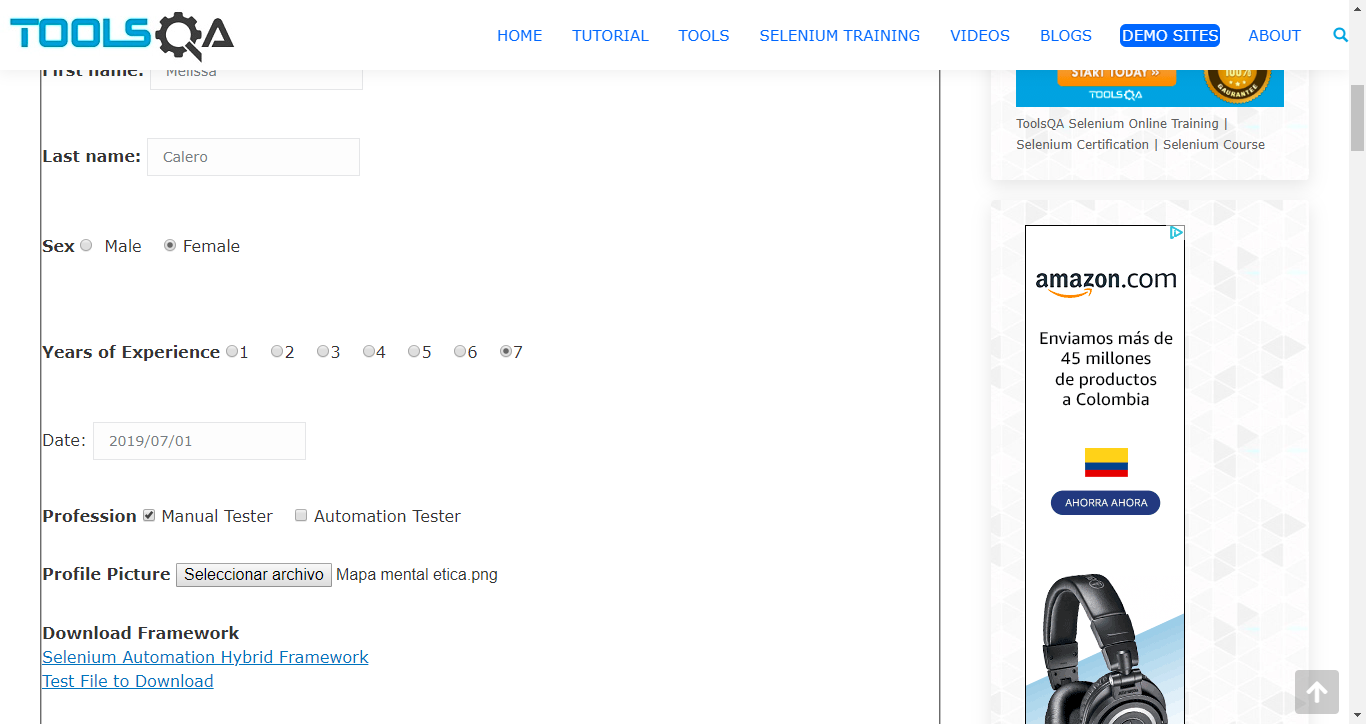 TOOLSQA
HOME TUTORIAL TOOLS SELENIUM TRAINING VIDEOS BLOGS DEMO SITES ABOUT
First name: Melissa
Last name: Calero
Sex Male Female
Years of Experience 1 2 3 4 5 6 7
Date: 2019/07/01
Profession Manual Tester Automation Tester
Profile Picture Seleccionar archivo Mapa mental etica.png
Download Framework
Selenium Automation Hybrid Framework
Test File to Download
START TODAY »
100%
GAURANTEE
TOOLSQA
ToolsQA Selenium Online Training |
Selenium Certification | Selenium Course
amazon.com
Enviamos más de
45 millones
de productos
a Colombia
AHORRA AHORA